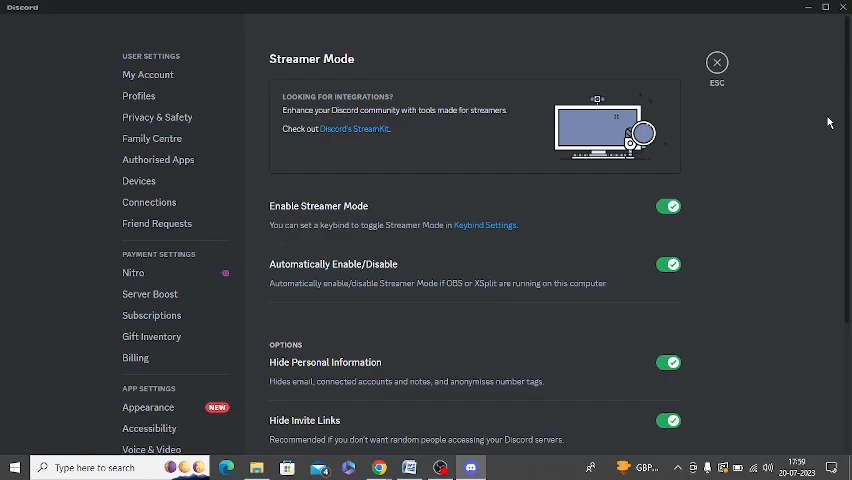 Discord
USER SETTINGS
My Account
Profiles
Privacy & Safety
Family Centre
Authorised Apps
Devices
Connections
Friend Requests
PAYMENT SETTINGS
Nitro
Server Boost
Subscriptions
Gift Inventory
Billing
APP SETTINGS
Appearance NEW
Accessibility
Voice & Video
Streamer Mode
ESC
LOOKING FOR INTEGRATIONS?
Enhance your Discord community with tools made for streamers.
Check out Discord's StreamKit.
Enable Streamer Mode
You can set a keybind to toggle Streamer Mode in Keybind Settings.
Automatically Enable/Disable
Automatically enable/disable Streamer Mode if OBS or XSplit are running on this computer.
OPTIONS
Hide Personal Information
Hides email, connected accounts and notes, and anonymises number tags.
Hide Invite Links
Recommended if you don't want random people accessing your Discord servers.
Type here to search
4
GBP...
17:59
20-07-2023